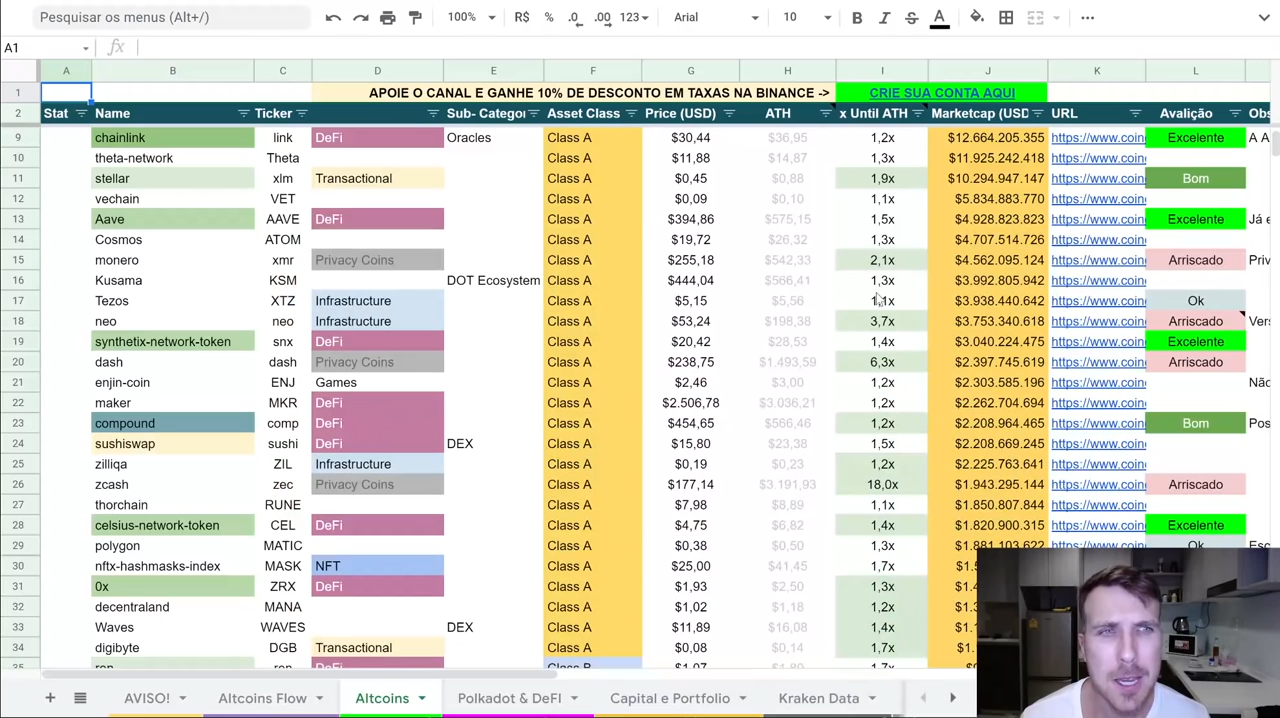 Pesquisar os menus (Alt+/) 100% R$ % .0 .00 123 Arial 10 B I S A
A1 fx
A B C D E F G H I J K L
1 APOIE O CANAL E GANHE 10% DE DESCONTO EM TAXAS NA BINANCE -> CRIE SUA CONTA AQUI
2 Stat Name Ticker Category Sub- Categor Asset Class Price (USD) ATH x Until ATH Marketcap (USD URL Avalição Obs
9 chainlink link DeFi Oracles Class A $30,44 $36,95 1,2x $12.664.205.355 https://www.coin Excelente A A
10 theta-network Theta Class A $11,88 $14,87 1,3x $11.925.242.418 https://www.coin
11 stellar xlm Transactional Class A $0,45 $0,88 1,9x $10.294.947.147 https://www.coin Bom
12 vechain VET Class A $0,09 $0,10 1,1x $5.834.883.770 https://www.coin
13 Aave AAVE DeFi Class A $394,86 $575,15 1,5x $4.928.823.823 https://www.coin Excelente Já e
14 Cosmos ATOM Class A $19,72 $26,32 1,3x $4.707.514.726 https://www.coin
15 monero xmr Privacy Coins Class A $255,18 $542,33 2,1x $4.562.095.124 https://www.coin Arriscado Priv
16 Kusama KSM DOT Ecosystem Class A $444,04 $566,41 1,3x $3.992.805.942 https://www.coin
17 Tezos XTZ Infrastructure Class A $5,15 $5,56 1,1x $3.938.440.642 https://www.coin Ok
18 neo neo Infrastructure Class A $53,24 $198,38 3,7x $3.753.340.618 https://www.coin Arriscado Vers
19 synthetix-network-token snx DeFi Class A $20,42 $28,53 1,4x $3.040.224.475 https://www.coin Excelente
20 dash dash Privacy Coins Class A $238,75 $1.493,59 6,3x $2.397.745.619 https://www.coin Arriscado
21 enjin-coin ENJ Games Class A $2,46 $3,00 1,2x $2.303.585.196 https://www.coin Não
22 maker MKR DeFi Class A $2.506,78 $3.036,21 1,2x $2.262.704.694 https://www.coin
23 compound comp DeFi Class A $454,65 $566,46 1,2x $2.208.964.465 https://www.coin Bom Pos
24 sushiswap sushi DeFi DEX Class A $15,80 $23,38 1,5x $2.208.669.245 https://www.coin
25 zilliqa ZIL Infrastructure Class A $0,19 $0,23 1,2x $2.225.763.641 https://www.coin
26 zcash zec Privacy Coins Class A $177,14 $3.191,93 18,0x $1.943.295.144 https://www.coin Arriscado
27 thorchain RUNE Class A $7,98 $8,89 1,1x $1.850.807.844 https://www.coin
28 celsius-network-token CEL DeFi Class A $4,75 $6,82 1,4x $1.820.900.315 https://www.coin Excelente
29 polygon MATIC Class A $0,38 $0,50 1,3x $1.881.103.622 https://www.coin Ok Esc
30 nftx-hashmasks-index MASK NFT Class A $25,00 $41,45 1,7x
31 0x ZRX DeFi Class A $1,93 $2,50 1,3x
32 decentraland MANA Class A $1,02 $1,18 1,2x
33 Waves WAVES DEX Class A $11,89 $16,08 1,4x
34 digibyte DGB Transactional Class A $0,08 $0,14 1,7x
35 ren ren DeFi Class B $1,07 $1,80 1,7x
+ AVISO! Altcoins Flow Altcoins Polkadot & DeFI Capital e Portfolio Kraken Data